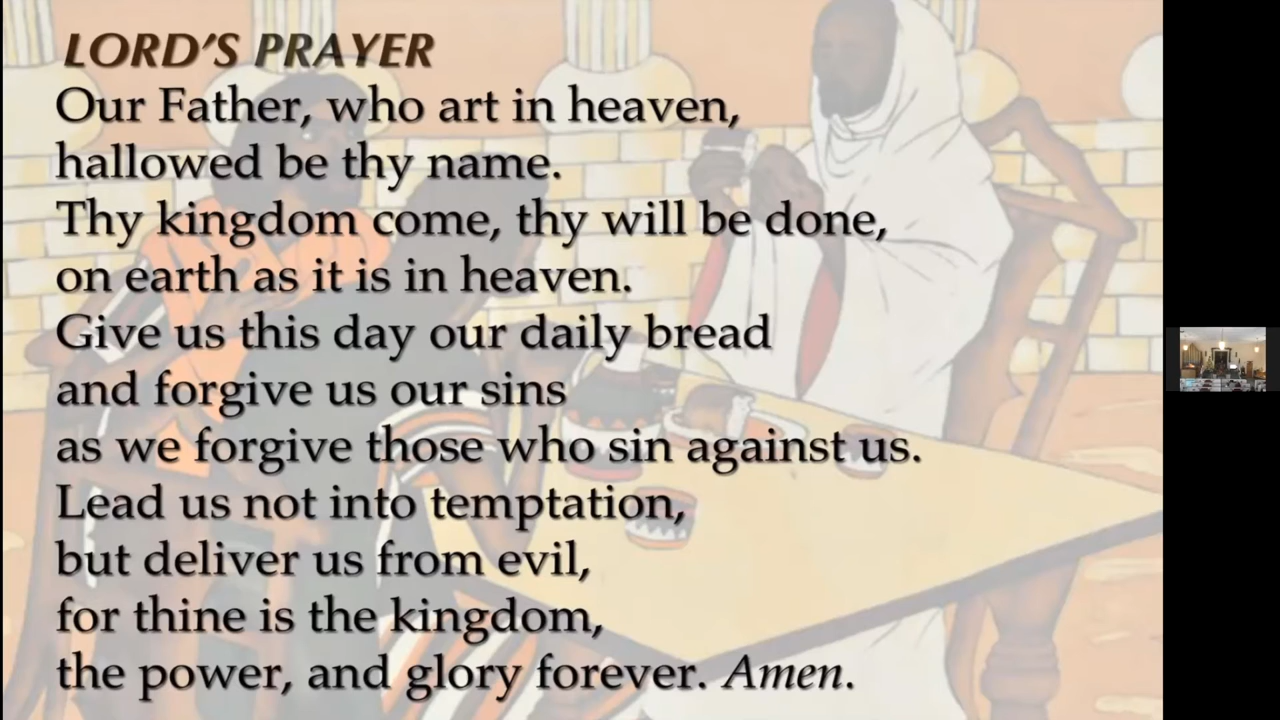 LORD’S PRAYER
Our Father, who art in heaven,
hallowed be thy name.
Thy kingdom come, thy will be done,
on earth as it is in heaven.
Give us this day our daily bread
and forgive us our sins
as we forgive those who sin against us.
Lead us not into temptation,
but deliver us from evil,
for thine is the kingdom,
the power, and glory forever. Amen.